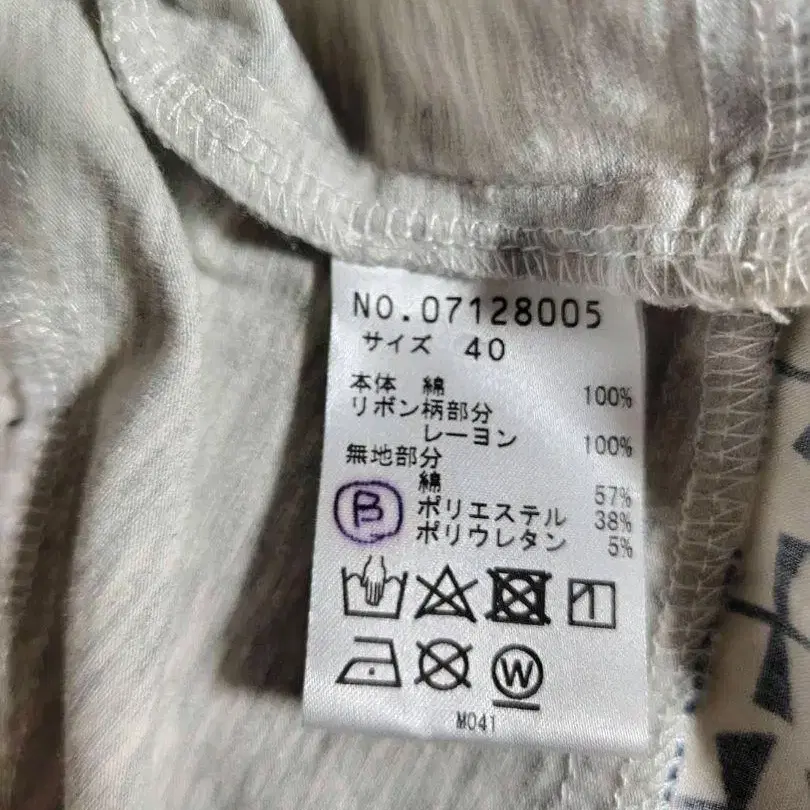 NO.07128005
サイズ 40
本体 綿 100%
リボン柄部分
レーヨン 100%
無地部分
綿 57%
B ポリエステル 38%
ポリウレタン 5%
W
M041